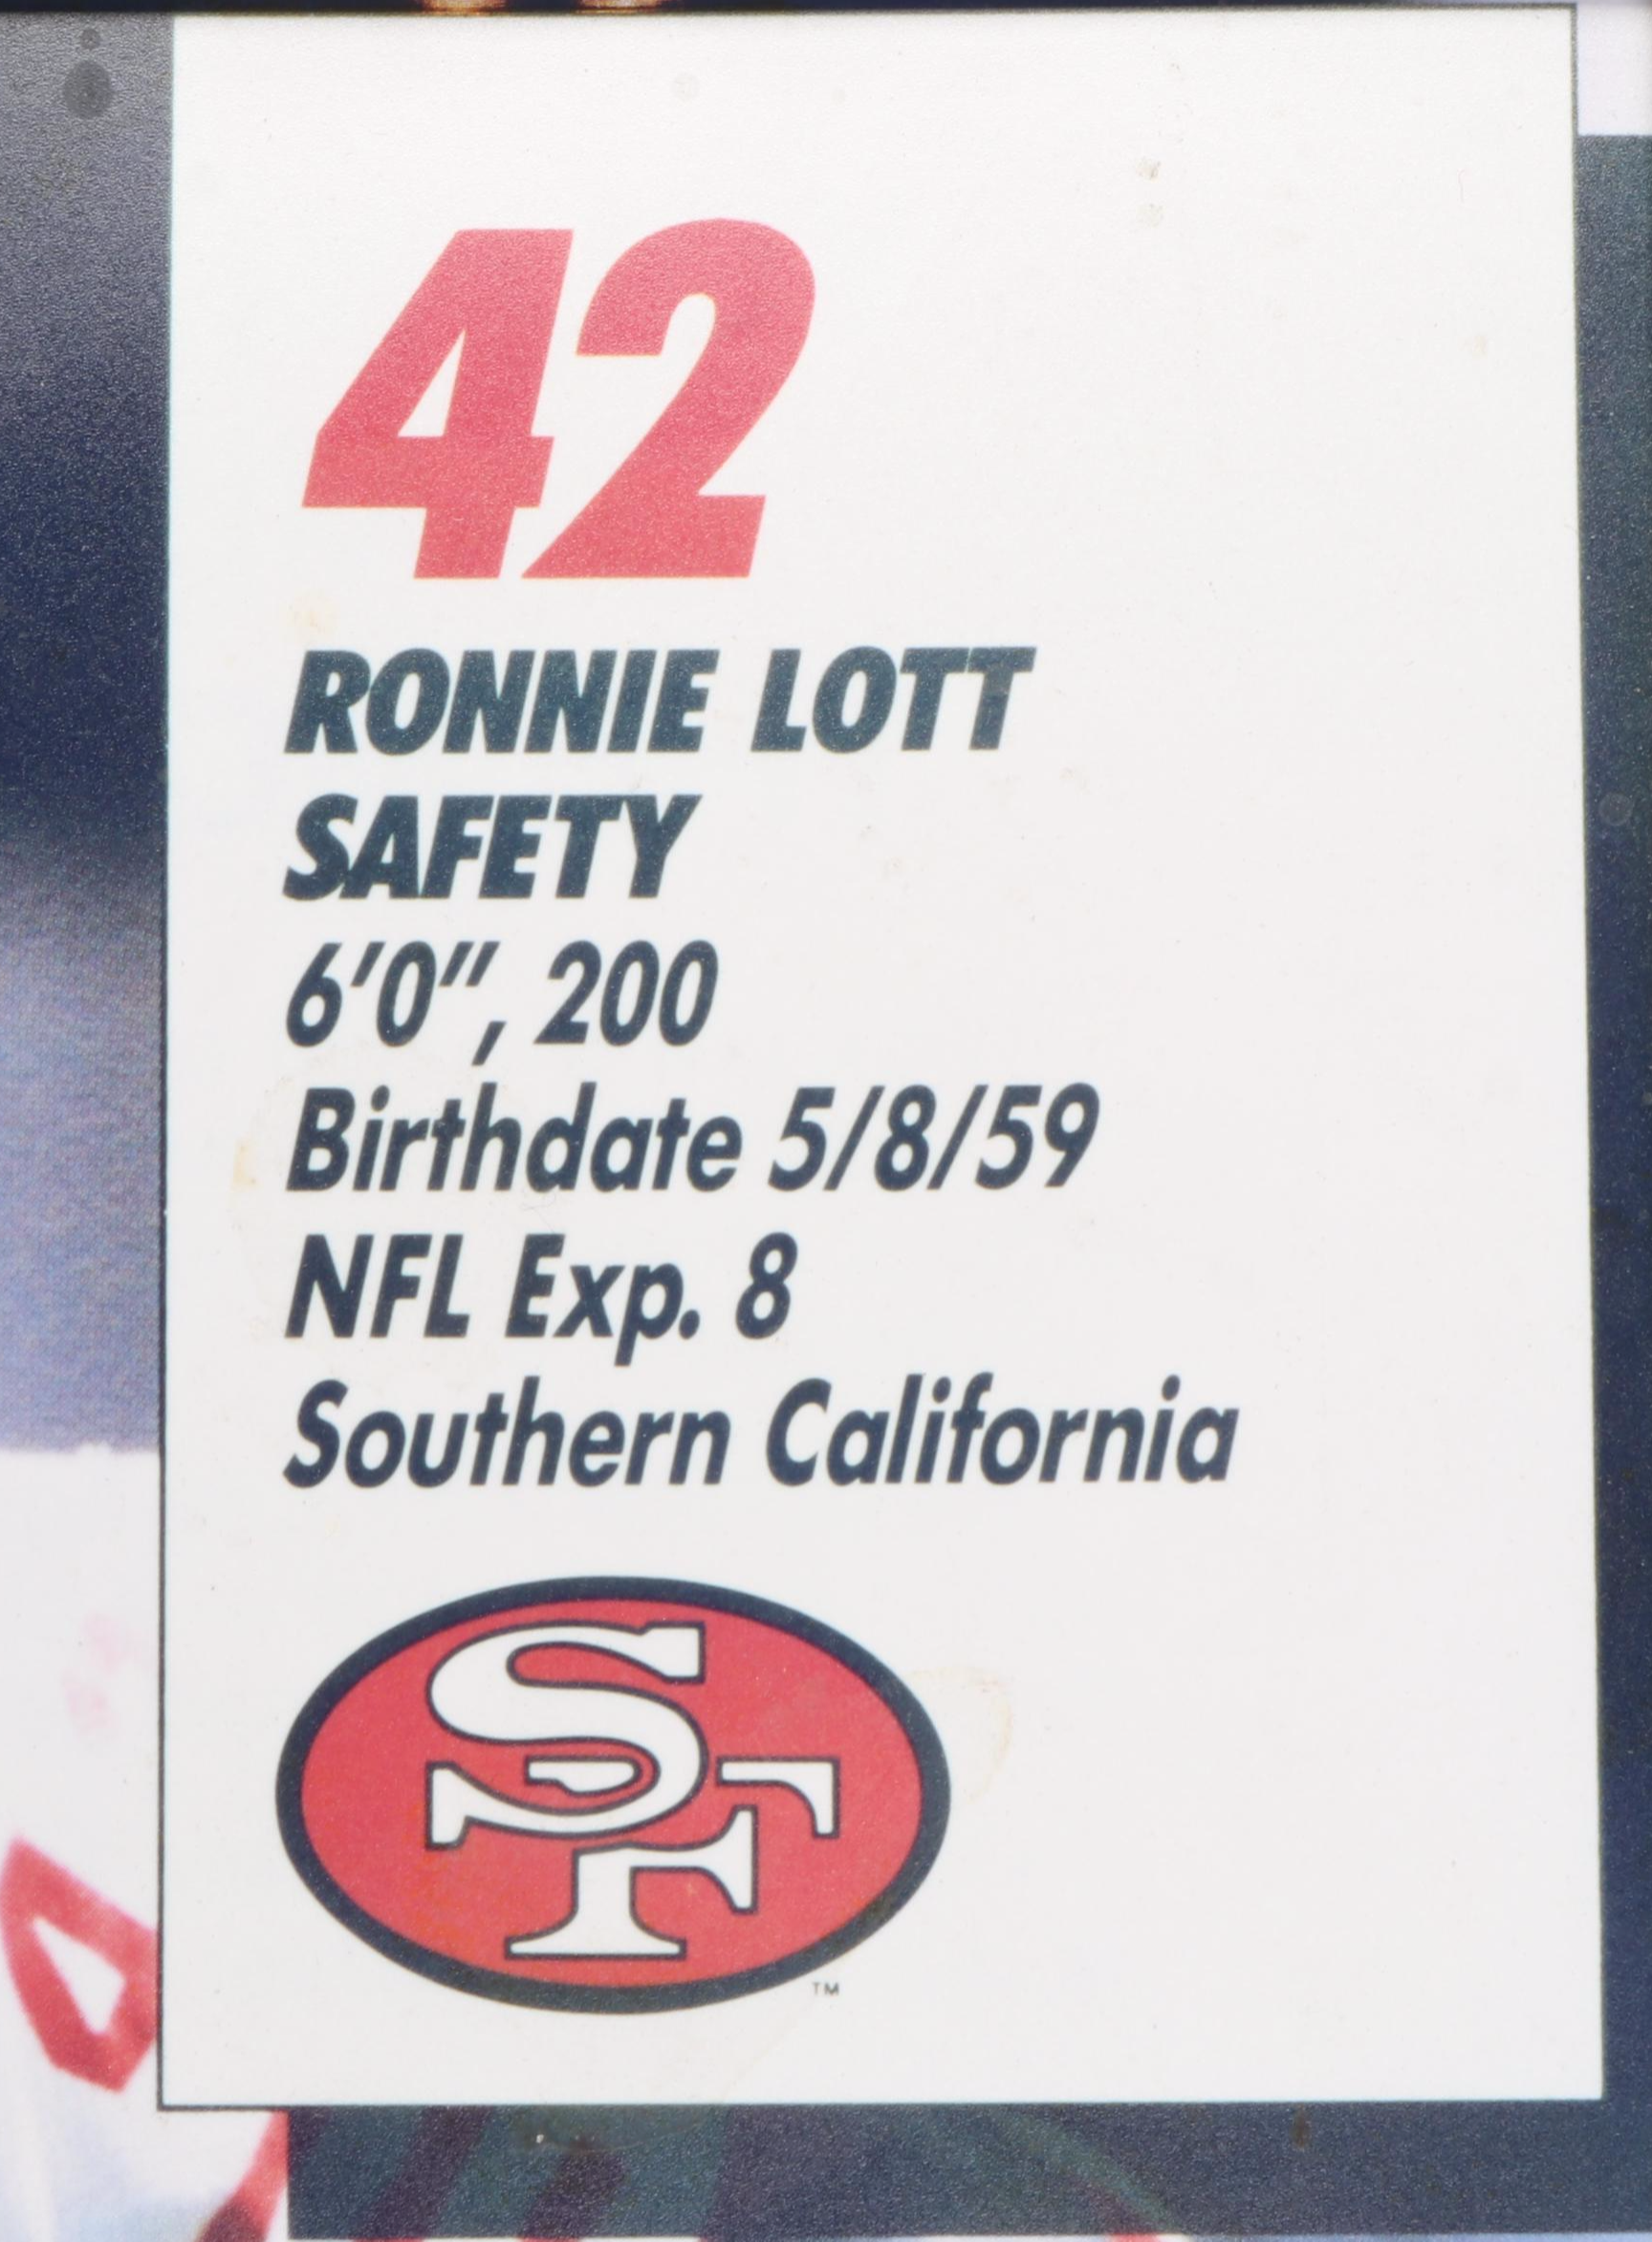 42
RONNIE LOTT
SAFETY
6'0", 200
Birthdate 5/8/59
NFL Exp. 8
Southern California
SF
TM